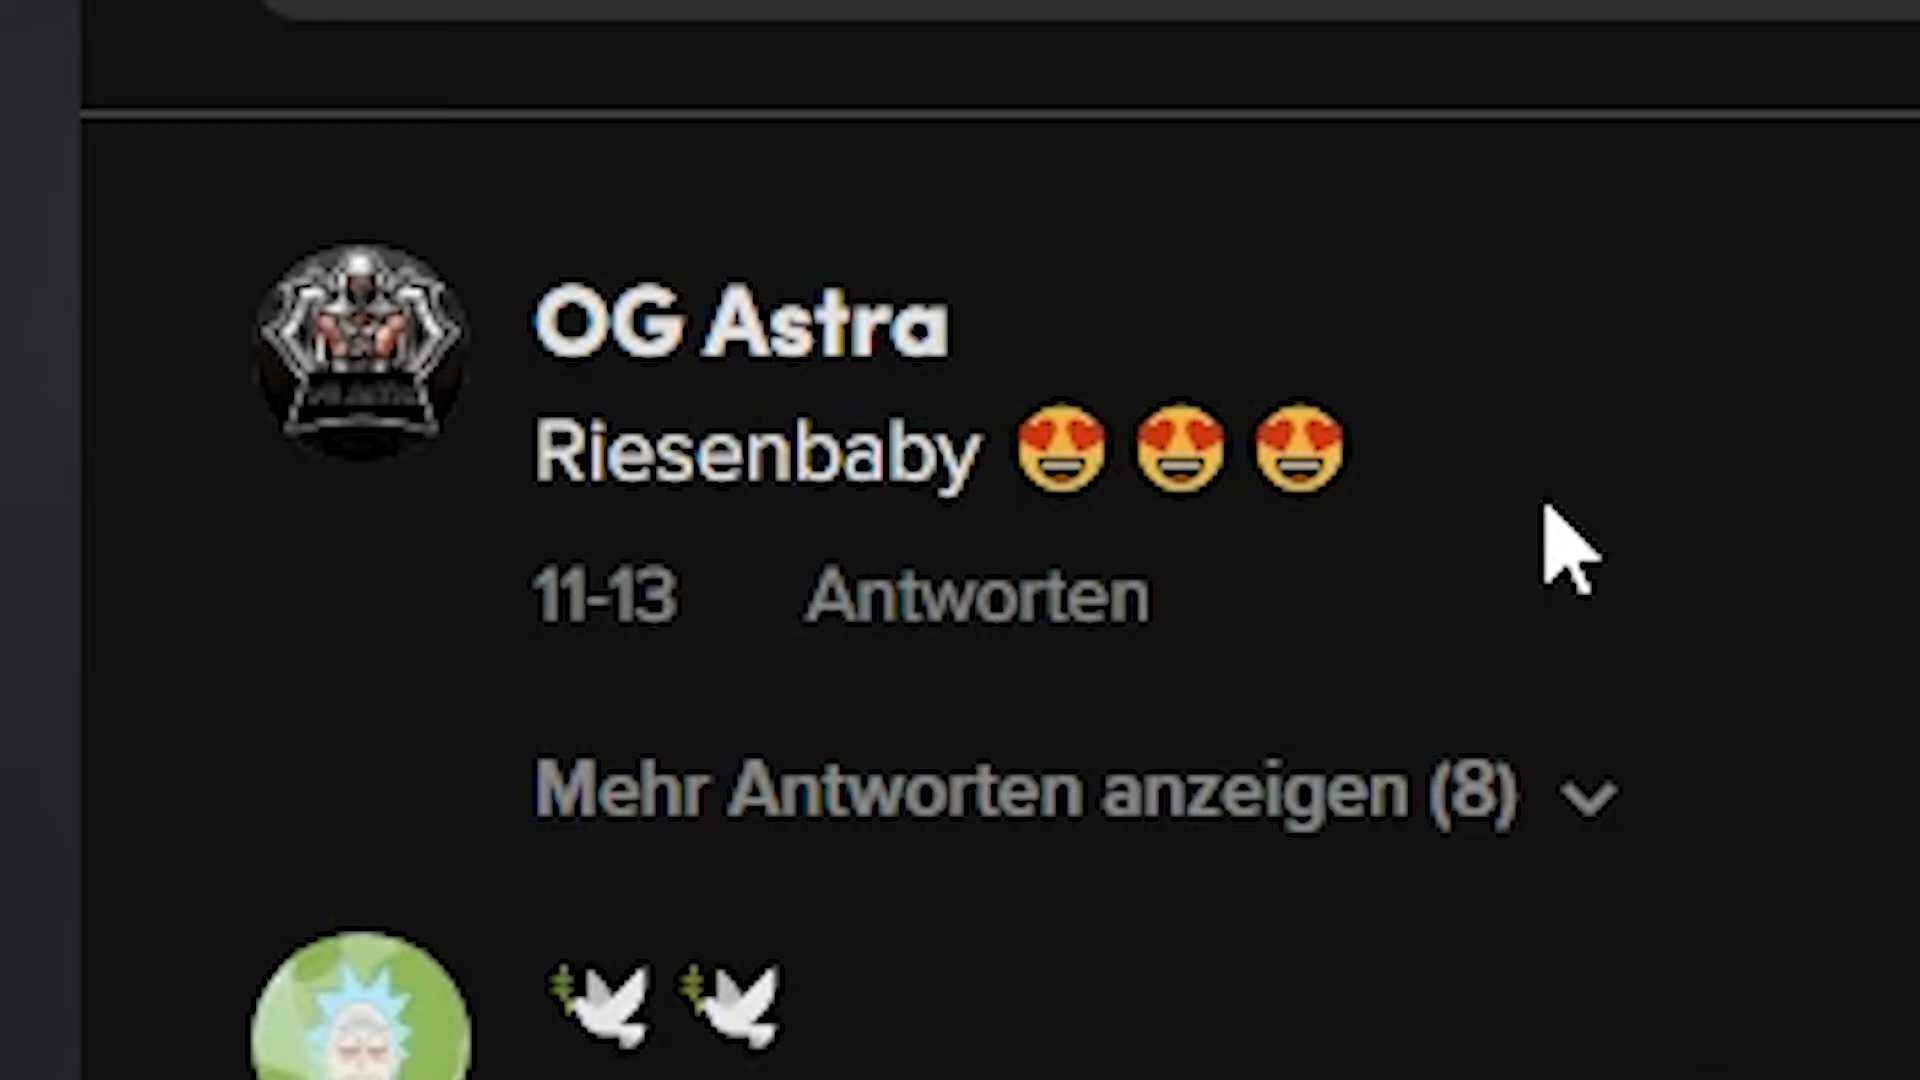 OG Astra
Riesenbaby 😍 😍 😍
11-13 Antworten
Mehr Antworten anzeigen (8)
🕊️ 🕊️